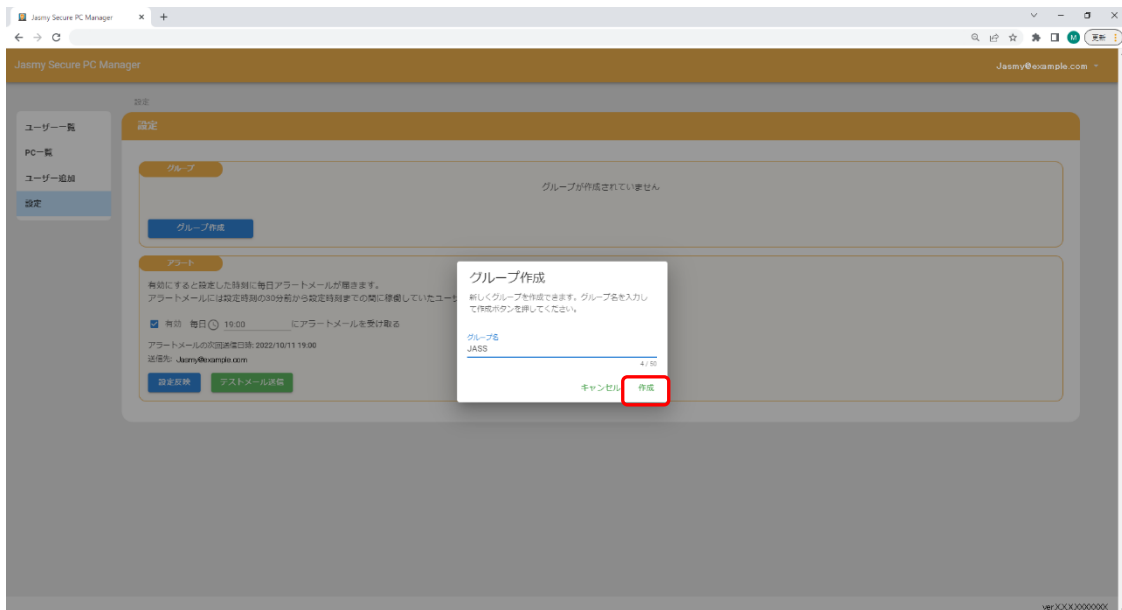 Jasmy Secure PC Manager
更新
Jasmy Secure PC Manager
Jasmy@example.com
設定
ユーザー一覧
PC一覧
ユーザー追加
設定
設定
グループ
グループが作成されていません
グループ作成
アラート
有効にすると設定した時刻に毎日アラートメールが届きます。
アラートメールには設定時刻の30分前から設定時刻までの間に稼働していたユーザ
有効 毎日 19:00 にアラートメールを受け取る
アラートメールの次回送信日時: 2022/10/11 19:00
送信先: Jasmy@example.com
設定反映 テストメール送信
グループ作成
新しくグループを作成できます。グループ名を入力し
て作成ボタンを押してください。
グループ名
JASS
4 / 50
キャンセル 作成
ver.XXXXXXXXXX